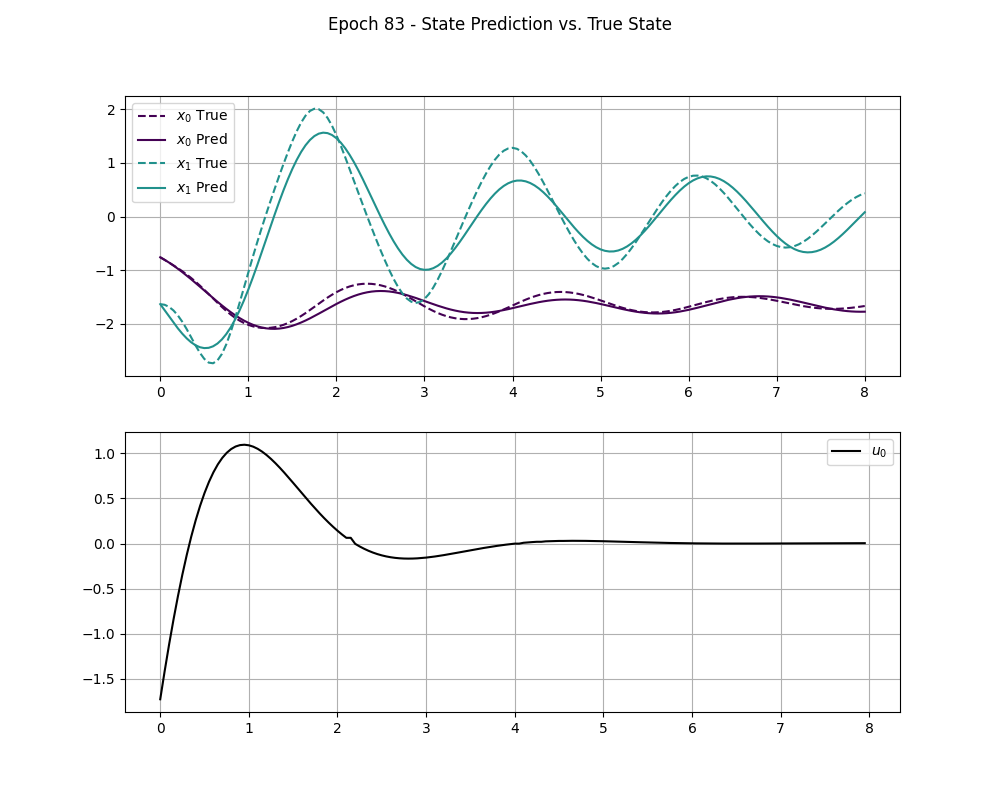 Epoch 83 - State Prediction vs. True State
2
1
0
−1
−2
x₀ True
x₀ Pred
x₁ True
x₁ Pred
0 1 2 3 4 5 6 7 8
1.0
0.5
0.0
−0.5
−1.0
−1.5
u₀
0 1 2 3 4 5 6 7 8